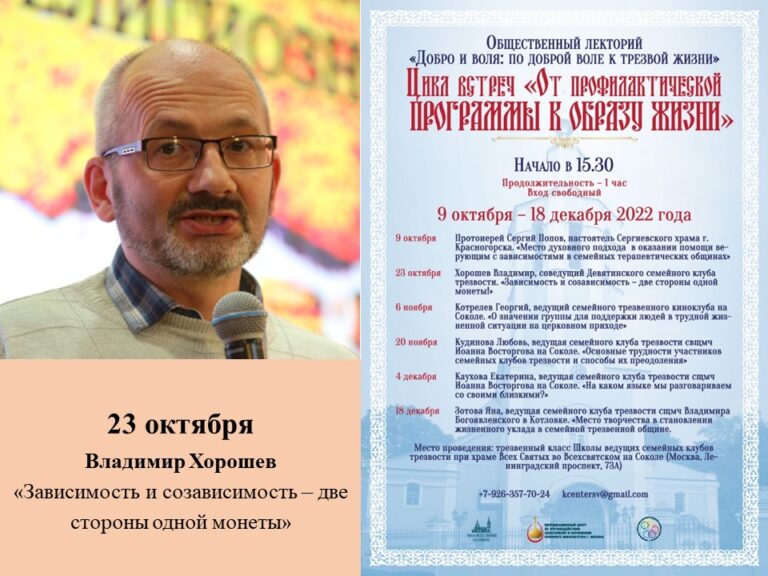 23 октября
Владимир Хорошев
«Зависимость и созависимость – две
стороны одной монеты»
Общественный лекторий
«Добро и воля: по доброй воле к трезвой жизни»
Цикл встреч «От профилактической
программы к образу жизни»
Начало в 15.30
Продолжительность – 1 час
Вход свободный
9 октября – 18 декабря 2022 года
9 октября Протоиерей Сергий Попов, настоятель Сергиевского храма г.
Красногорска. «Место духовного подхода в оказании помощи ве-
рующим с зависимостями в семейных терапевтических общинах»
23 октября Хорошев Владимир, соведущий Девятинского семейного клуба
трезвости. «Зависимость и созависимость – две стороны одной
монеты!»
6 ноября Котрелев Георгий, ведущий семейного трезвенного киноклуба на
Соколе. «О значении группы для поддержки людей в трудной жиз-
ненной ситуации на церковном приходе»
20 ноября Кудинова Любовь, ведущая семейного клуба трезвости свщмч
Иоанна Восторгова на Соколе. «Основные трудности участников
семейных клубов трезвости и способы их преодоления»
4 декабря Каухова Екатерина, ведущая семейного клуба трезвости сщмч
Иоанна Восторгова на Соколе. «На каком языке мы разговариваем
со своими близкими?»
18 декабря Зотова Яна, ведущая семейного клуба трезвости сщмч Владимира
Богоявленского в Котловке. «Место творчества в становлении
жизненного уклада в семейной трезвенной общине.
Место проведения: трезвенный класс Школы ведущих семейных клубов
трезвости при храме Всех Святых во Всехсвятском на Соколе (Москва, Ле-
нинградский проспект, 73А)
+7-926-357-70-24 kcentersv@gmail.com